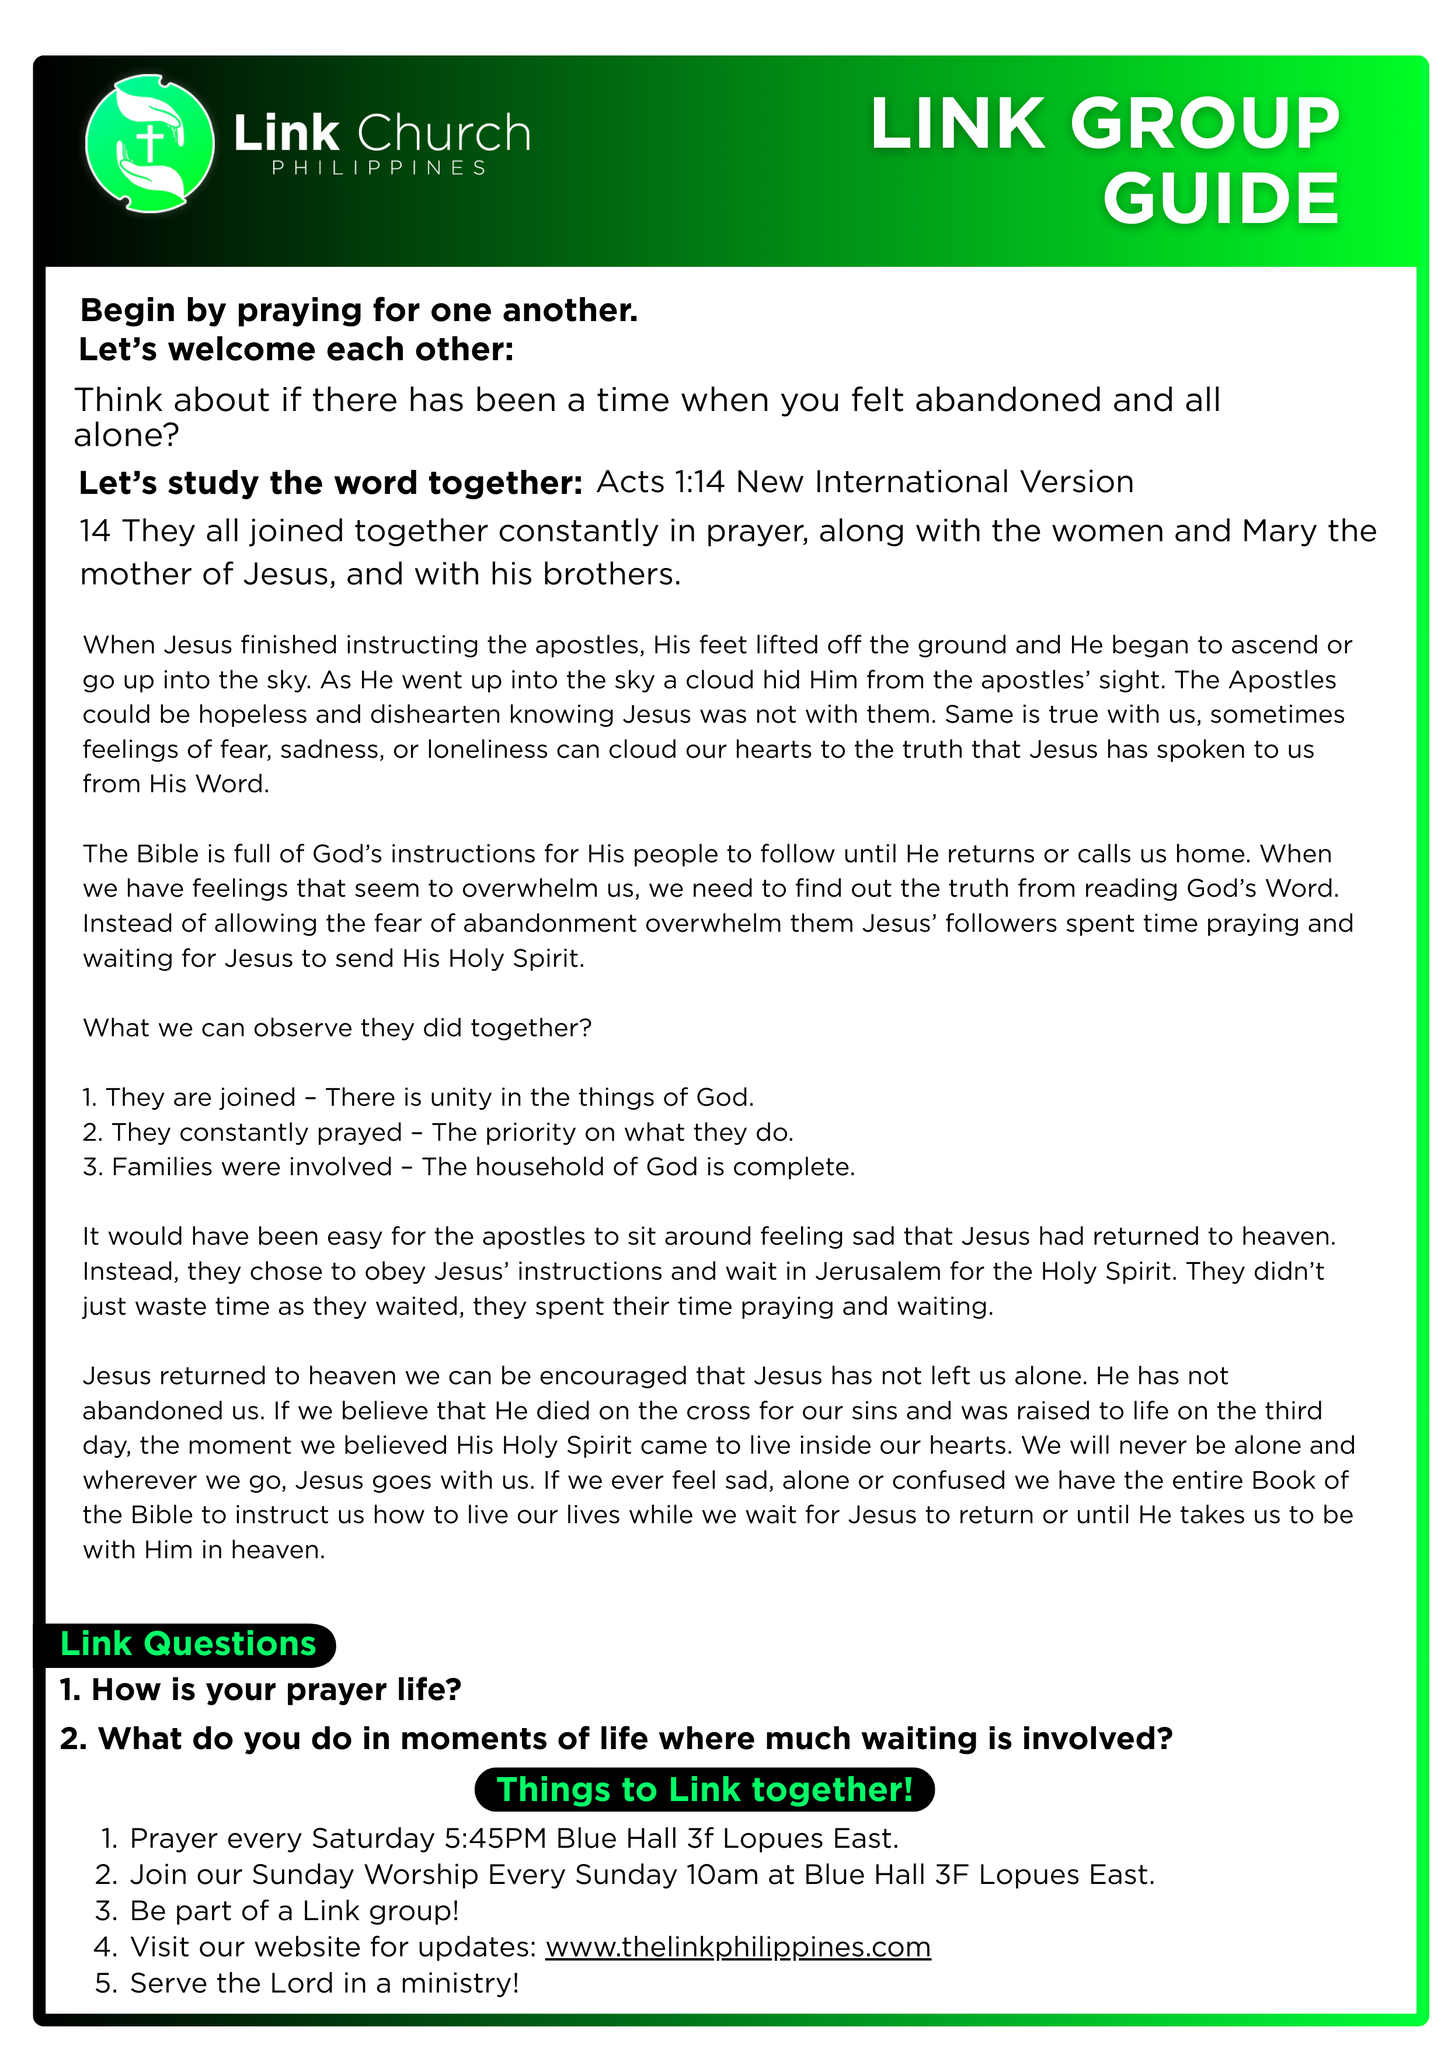 Link Church
PHILIPPINES
LINK GROUP
GUIDE
Begin by praying for one another.
Let's welcome each other:
Think about if there has been a time when you felt abandoned and all
alone?
Let's study the word together: Acts 1:14 New International Version
14 They all joined together constantly in prayer, along with the women and Mary the
mother of Jesus, and with his brothers.
When Jesus finished instructing the apostles, His feet lifted off the ground and He began to ascend or
go up into the sky. As He went up into the sky a cloud hid Him from the apostles' sight. The Apostles
could be hopeless and dishearten knowing Jesus was not with them. Same is true with us, sometimes
feelings of fear, sadness, or loneliness can cloud our hearts to the truth that Jesus has spoken to us
from His Word.
The Bible is full of God's instructions for His people to follow until He returns or calls us home. When
we have feelings that seem to overwhelm us, we need to find out the truth from reading God's Word.
Instead of allowing the fear of abandonment overwhelm them Jesus' followers spent time praying and
waiting for Jesus to send His Holy Spirit.
What we can observe they did together?
1. They are joined – There is unity in the things of God.
2. They constantly prayed – The priority on what they do.
3. Families were involved – The household of God is complete.
It would have been easy for the apostles to sit around feeling sad that Jesus had returned to heaven.
Instead, they chose to obey Jesus' instructions and wait in Jerusalem for the Holy Spirit. They didn't
just waste time as they waited, they spent their time praying and waiting.
Jesus returned to heaven we can be encouraged that Jesus has not left us alone. He has not
abandoned us. If we believe that He died on the cross for our sins and was raised to life on the third
day, the moment we believed His Holy Spirit came to live inside our hearts. We will never be alone and
wherever we go, Jesus goes with us. If we ever feel sad, alone or confused we have the entire Book of
the Bible to instruct us how to live our lives while we wait for Jesus to return or until He takes us to be
with Him in heaven.
Link Questions
1. How is your prayer life?
2. What do you do in moments of life where much waiting is involved?
Things to Link together!
1. Prayer every Saturday 5:45PM Blue Hall 3f Lopues East.
2. Join our Sunday Worship Every Sunday 10am at Blue Hall 3F Lopues East.
3. Be part of a Link group!
4. Visit our website for updates: www.thelinkphilippines.com
5. Serve the Lord in a ministry!